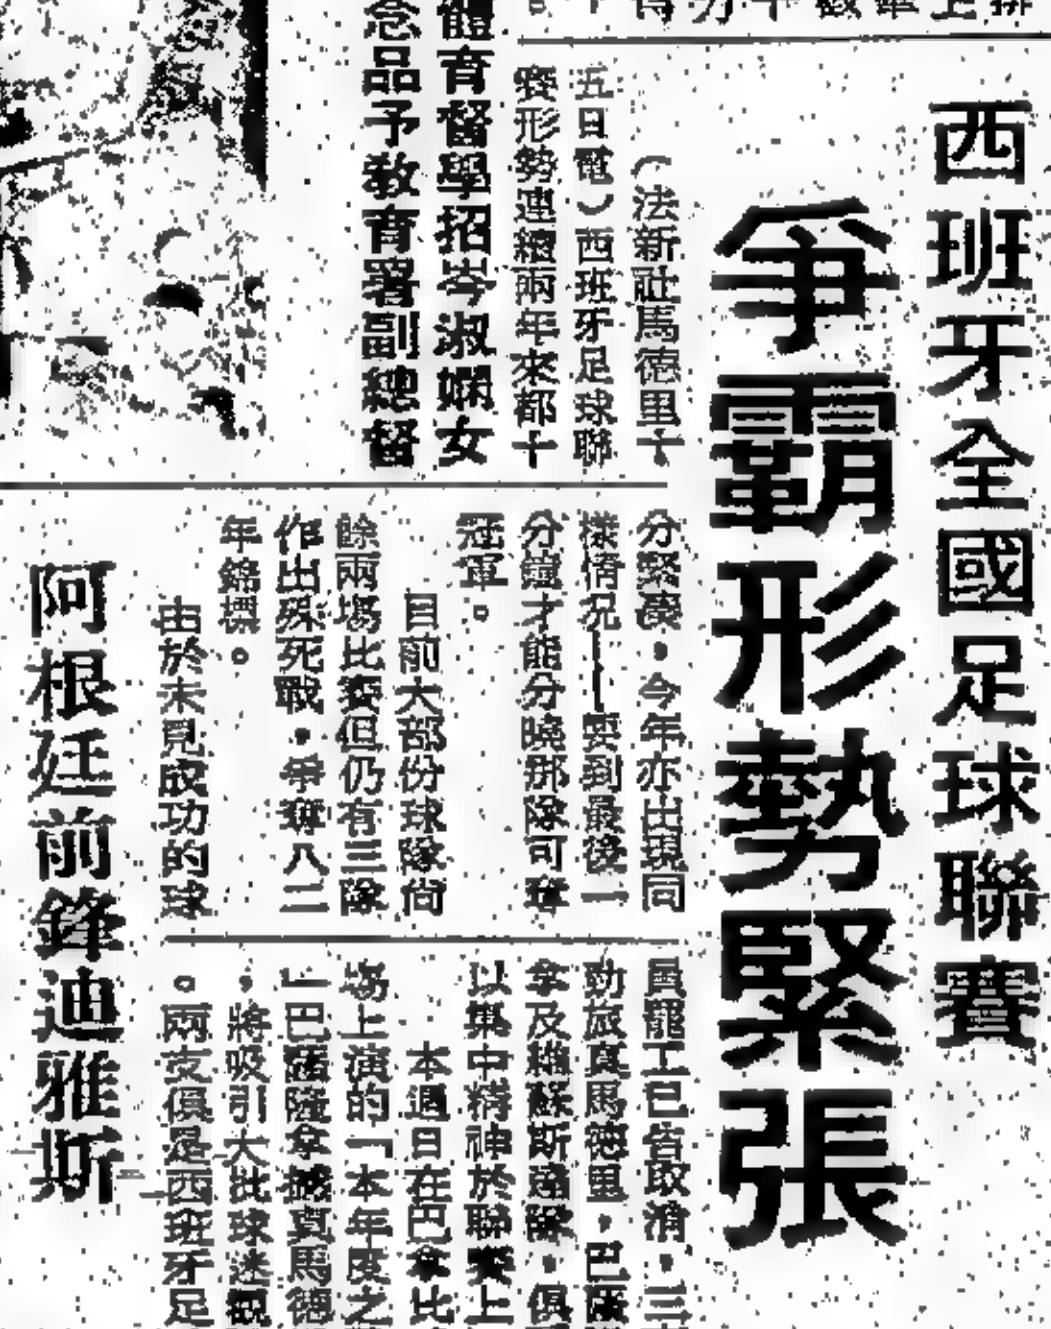 西班牙全國足球聯賽
爭霸形勢緊張
(法新社馬德里十
五日電)西班牙足球聯
賽形勢連續兩年來都十
分緊湊,今年亦出現同
樣情況——要到最後一
分鐘才能分曉那隊可奪
冠軍。
目前大部份球隊尚
餘兩場比賽但仍有三隊
作出殊死戰,爭奪八二
年錦標。
由於未見成功的球
員罷工已告取消,三
勁旅真馬德里,巴薩
拿及維蘇斯達隊,俱
以集中精神於聯賽上
本週日在巴拿比
場上演的「本年度之
」巴薩隆拿撼真馬德
,將吸引大批球迷觀
。兩支俱是西班牙足
體育督學招岑淑嫻女
念品予教育署副總督
阿根廷前鋒迪雅斯